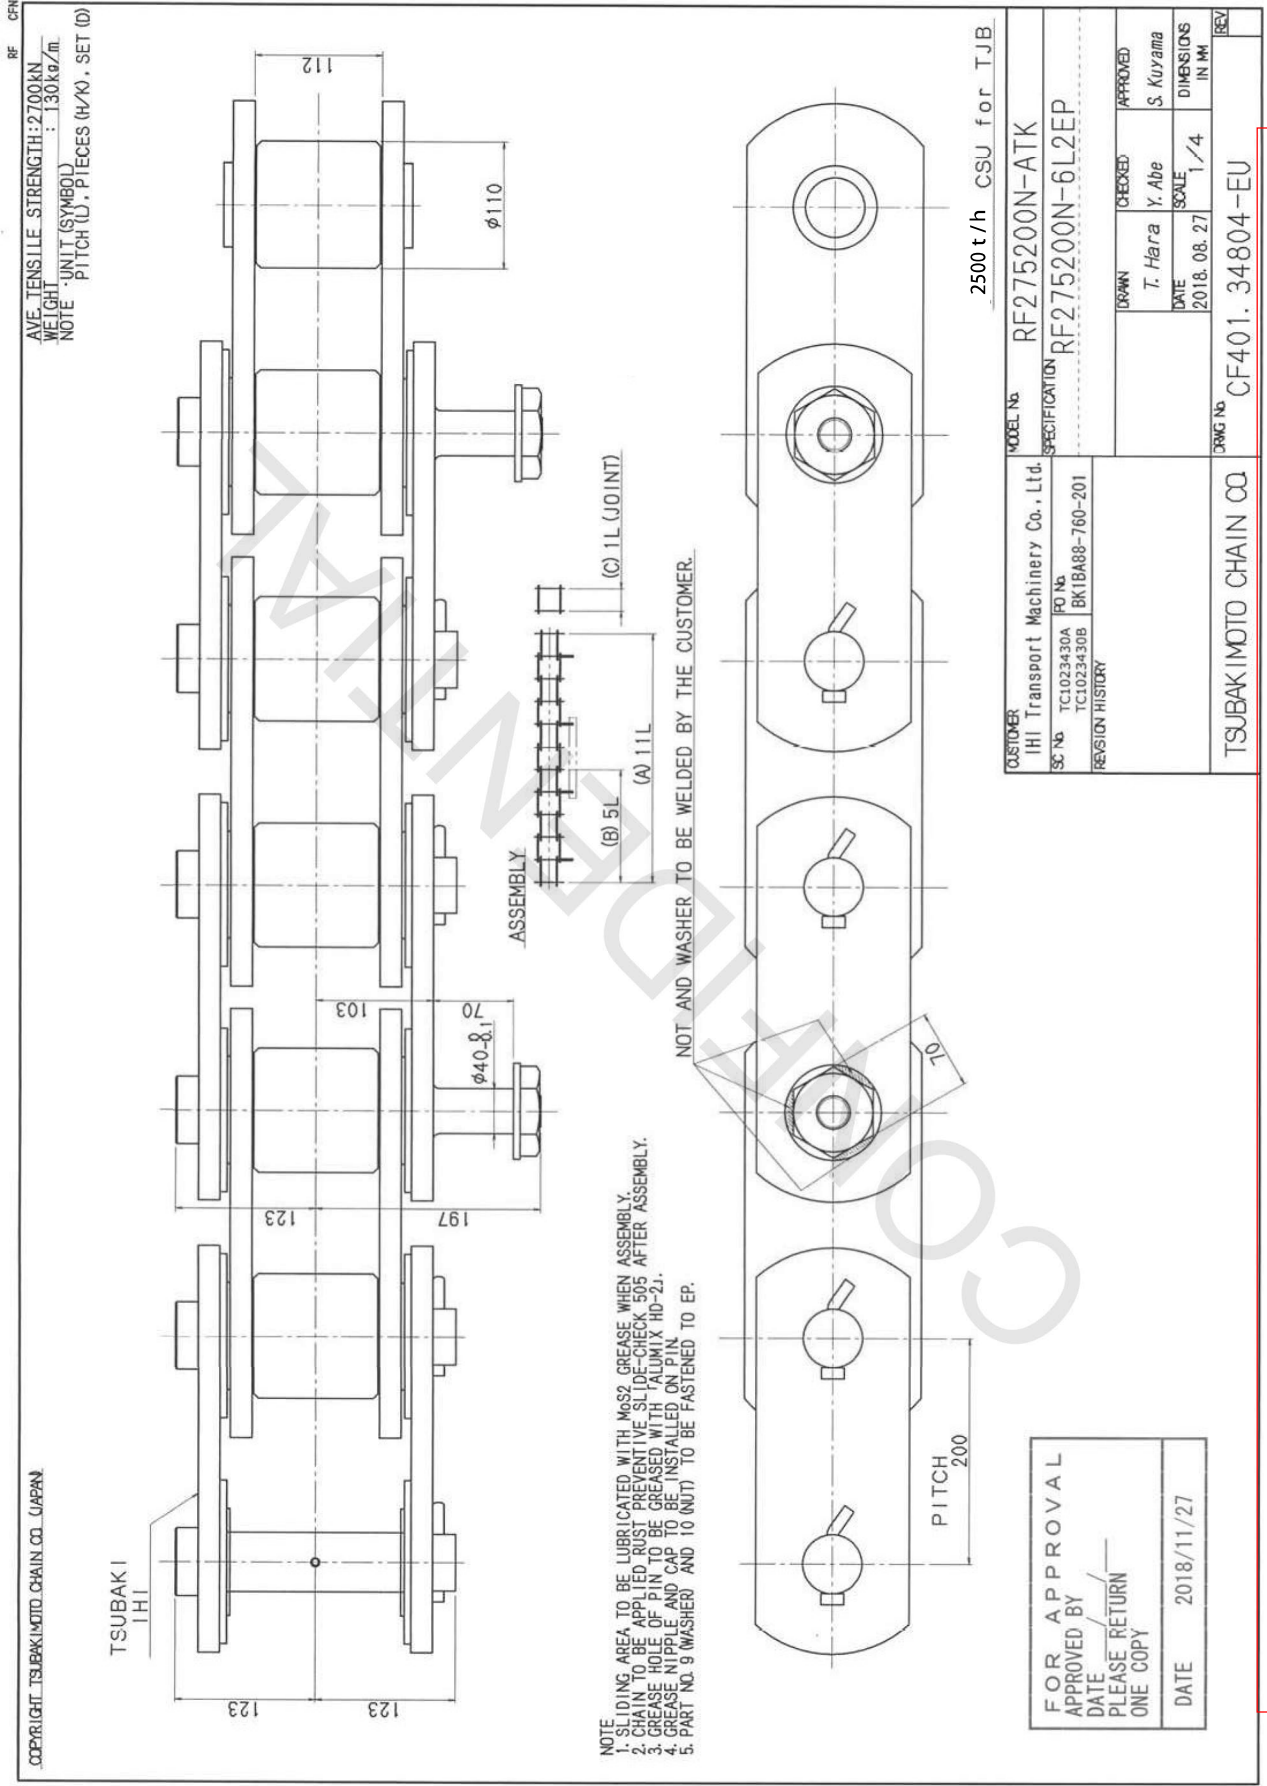 RF CFN
COPYRIGHT TSUBAKIMOTO CHAIN CO. (JAPAN)
AVE. TENSILE STRENGTH:2700kN
WEIGHT : 130kg/m
NOTE ·UNIT(SYMBOL)
PITCH(L), PIECES(H/K), SET(D)
TSUBAKI
IHI
123
123
123
197
103
70
φ40-0.1
0
112
φ110
ASSEMBLY
(B) 5L
(A) 11L
(C) 1L (JOINT)
NOT AND WASHER TO BE WELDED BY THE CUSTOMER.
NOTE
1. SLIDING AREA TO BE LUBRICATED WITH MoS2 GREASE WHEN ASSEMBLY.
2. CHAIN TO BE APPLIED RUST PREVENTIVE SLIDE-CHECK 505 AFTER ASSEMBLY.
3. GREASE HOLE OF PIN TO BE GREASED WITH「ALUMIX HD-2」.
4. GREASE NIPPLE AND CAP TO BE INSTALLED ON PIN.
5. PART NO. 9 (WASHER) AND 10 (NUT) TO BE FASTENED TO EP.
PITCH
200
70
CONFIDENTIAL
2500 t/h CSU for TJB
FOR APPROVAL
APPROVED BY
DATE / /
PLEASE RETURN
ONE COPY
DATE 2018/11/27
CUSTOMER
IHI Transport Machinery Co., Ltd.
SC No. TC1023430A
TC1023430B
PO No.
BK1BA88-760-201
REVSION HISTORY
MODEL No. RF275200N-ATK
SPECIFICATION RF275200N-6L2EP
DRAWN T. Hara
CHECKED Y. Abe
APPROVED S. Kuyama
DATE 2018. 08. 27
SCALE 1/4
DIMENSIONS IN MM
TSUBAKIMOTO CHAIN CO.
DRWG No. CF401. 34804-EU
REV